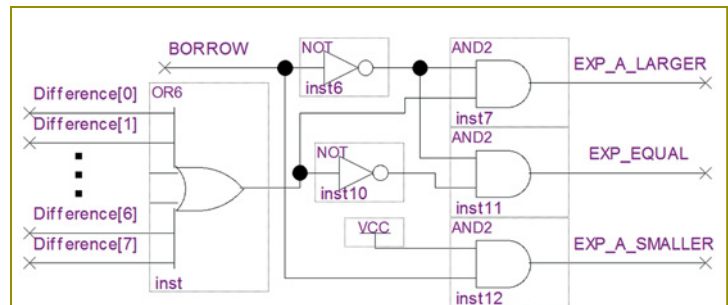 BORROW
NOT
inst6
AND2
EXP_A_LARGER
inst7
Difference[0]
OR6
Difference[1]
NOT
inst10
AND2
EXP_EQUAL
inst11
Difference[6]
VCC
AND2
EXP_A_SMALLER
Difference[7]
inst
inst12